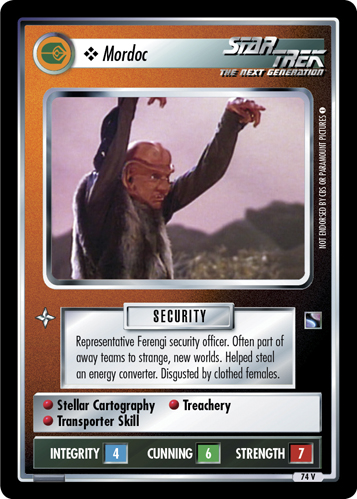 ❖ Mordoc
STAR TREK
THE NEXT GENERATION
NOT ENDORSED BY CBS OR PARAMOUNT PICTURES
SECURITY
Representative Ferengi security officer. Often part of
away teams to strange, new worlds. Helped steal
an energy converter. Disgusted by clothed females.
Stellar Cartography Treachery
Transporter Skill
INTEGRITY 4 CUNNING 6 STRENGTH 7
74 V